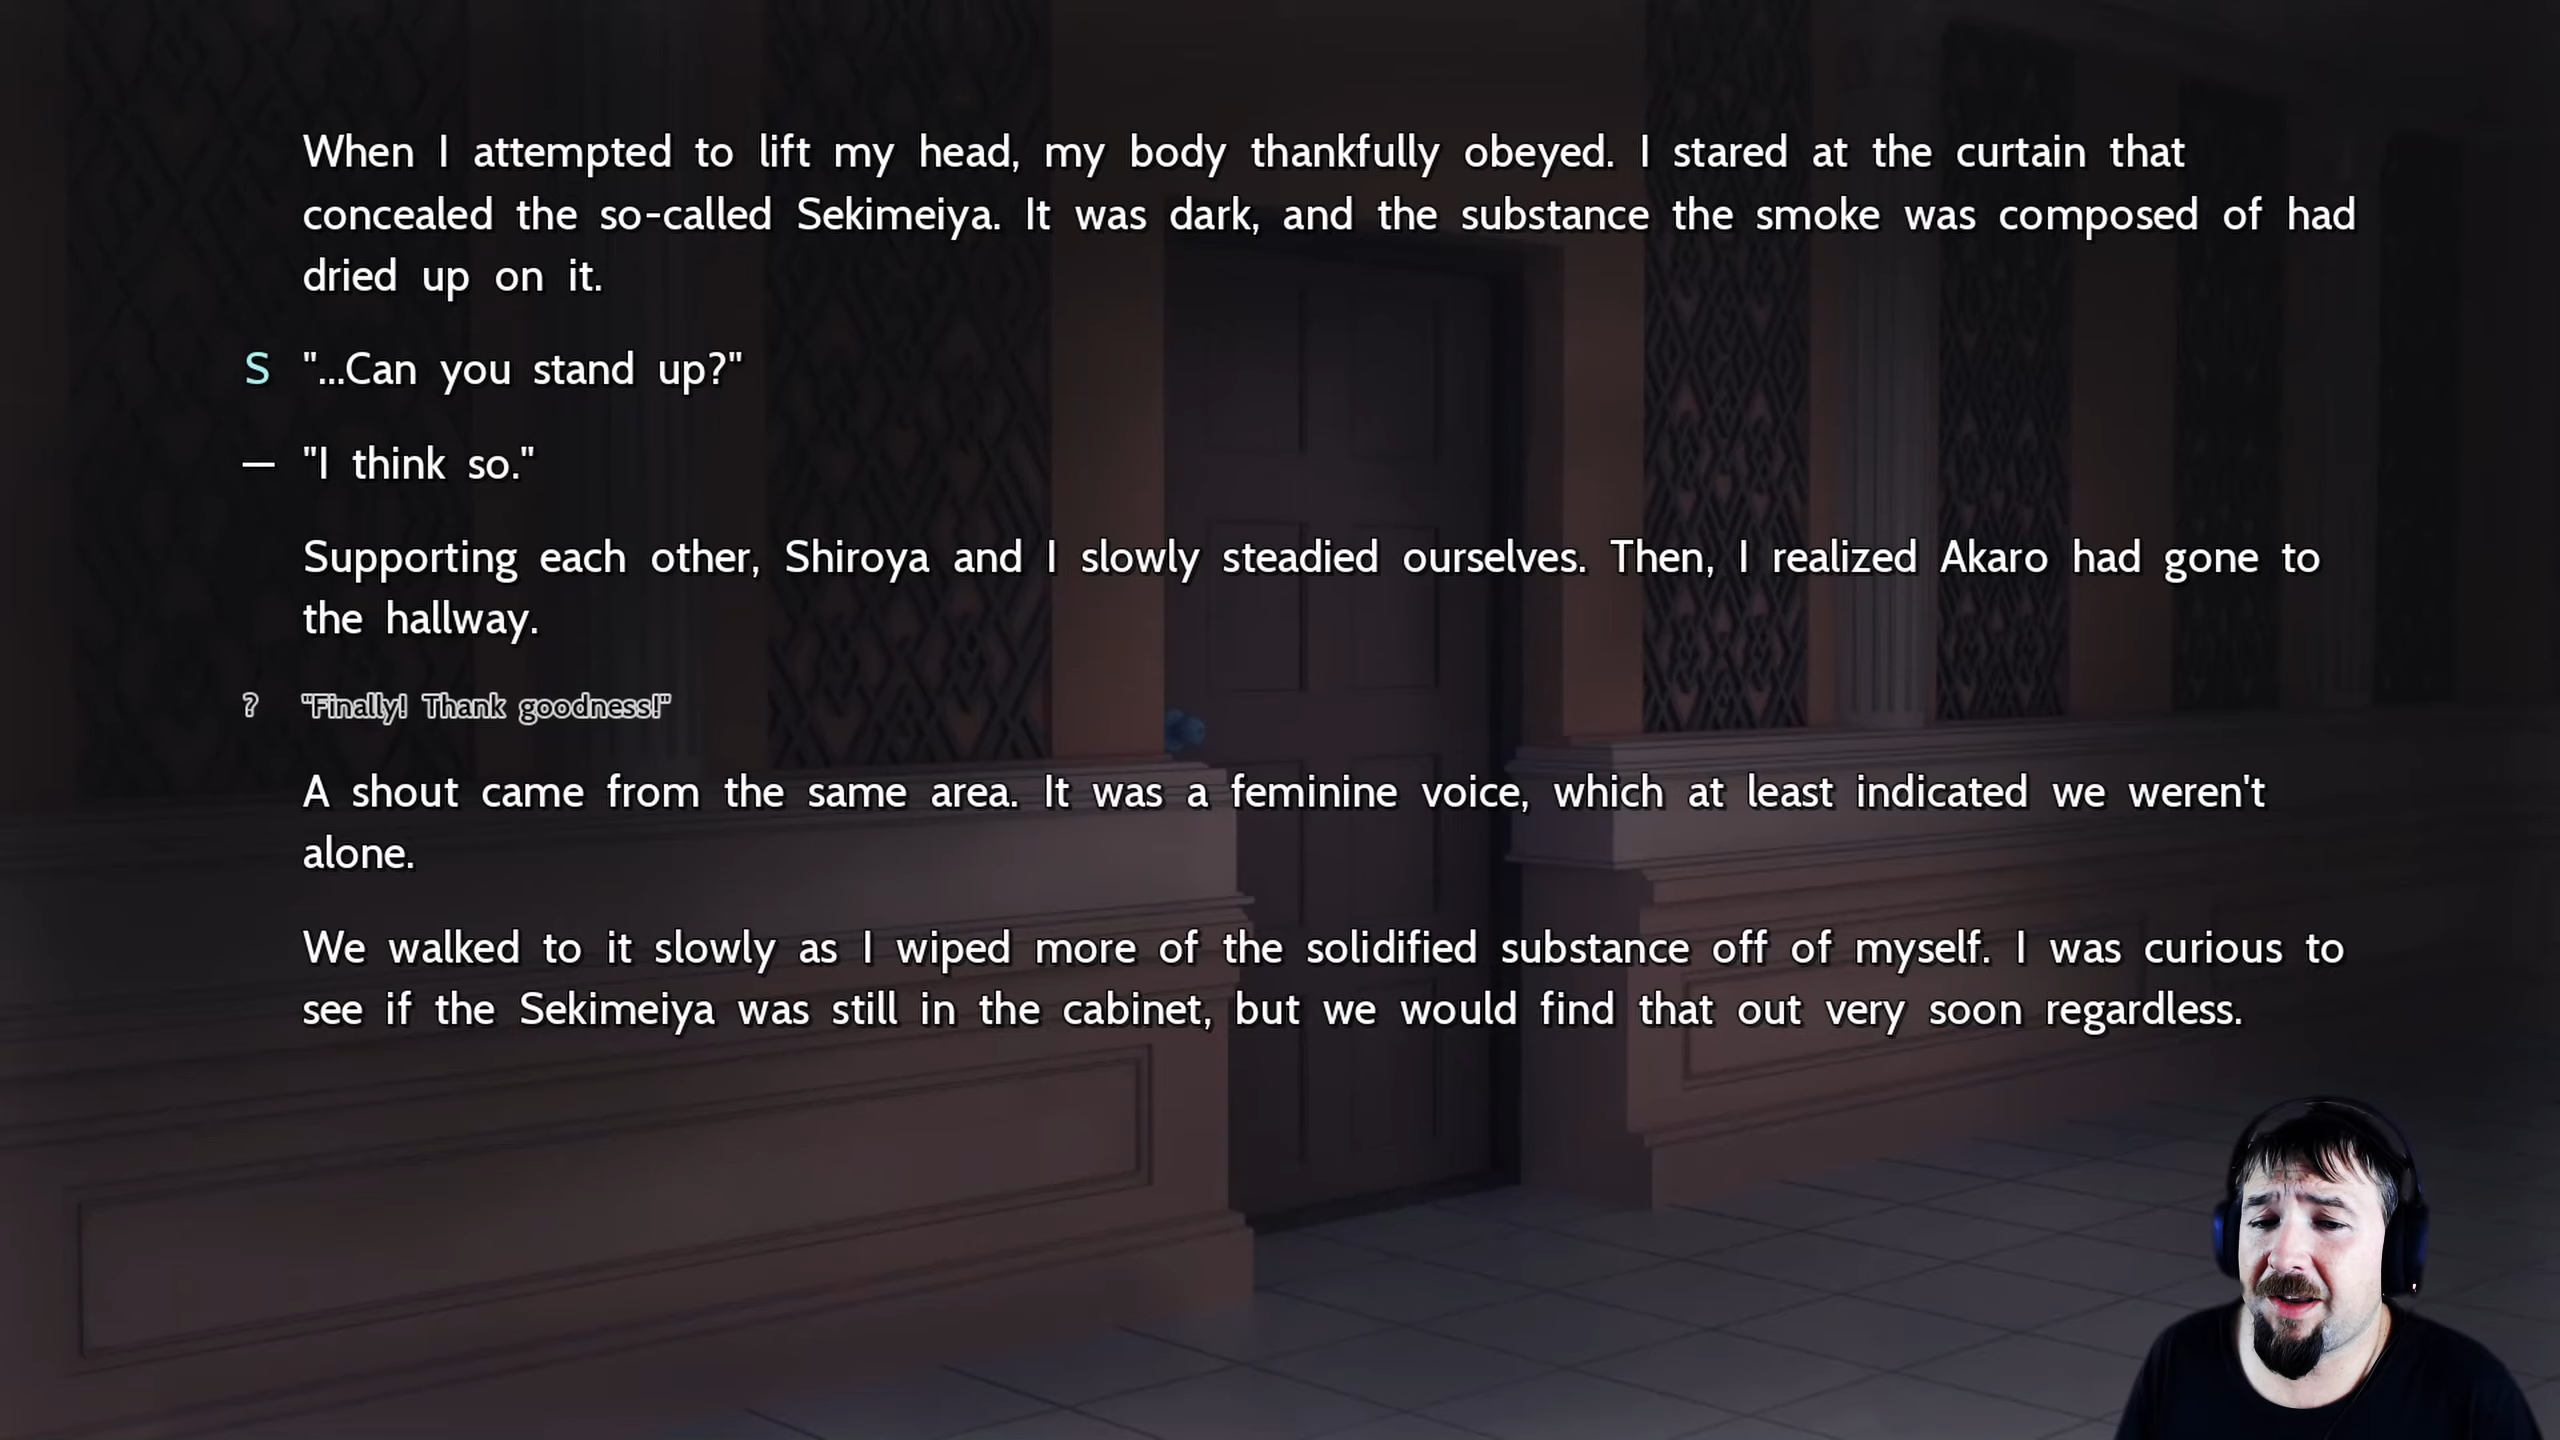 When I attempted to lift my head, my body thankfully obeyed. I stared at the curtain that
concealed the so-called Sekimeiya. It was dark, and the substance the smoke was composed of had
dried up on it.
S "...Can you stand up?"
— "I think so."
Supporting each other, Shiroya and I slowly steadied ourselves. Then, I realized Akaro had gone to
the hallway.
? "Finally! Thank goodness!"
A shout came from the same area. It was a feminine voice, which at least indicated we weren't
alone.
We walked to it slowly as I wiped more of the solidified substance off of myself. I was curious to
see if the Sekimeiya was still in the cabinet, but we would find that out very soon regardless.